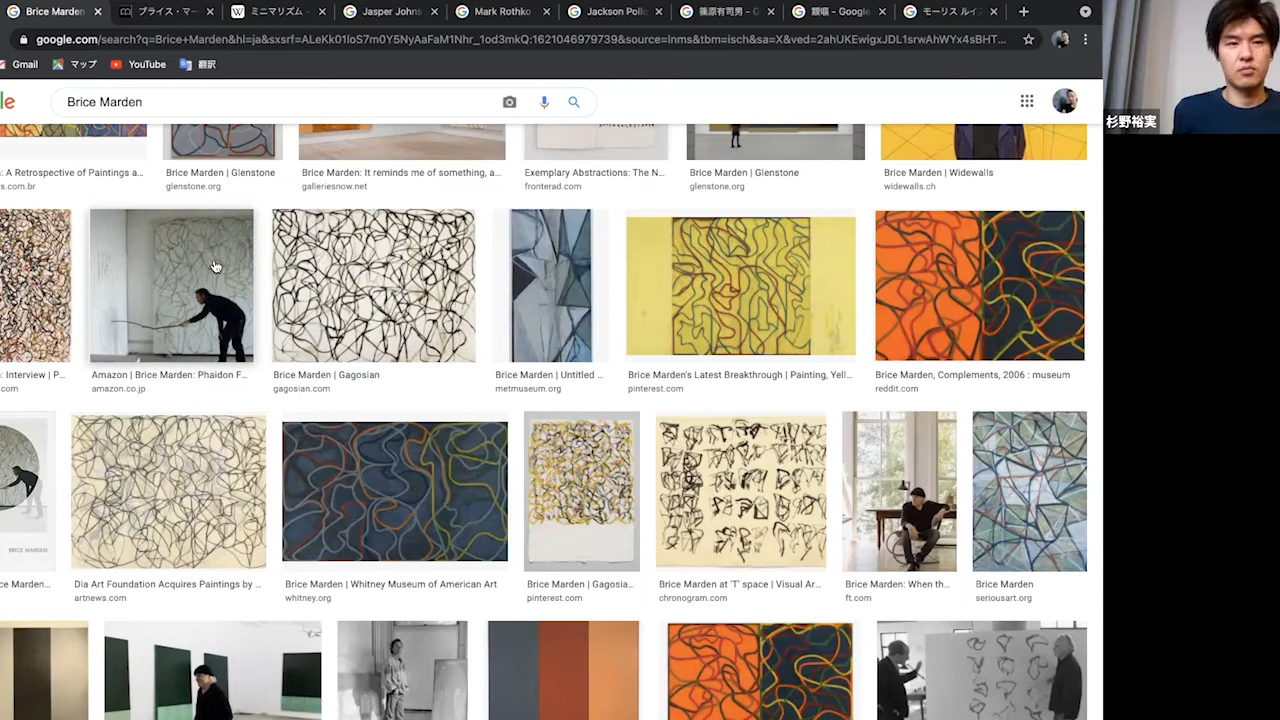 Brice Marden
ブライス・マー
ミニマリズム -
Jasper Johns
Mark Rothko
Jackson Pollo
篠原有司男 - G
靉嘔 - Google
モーリス ルイス
google.com/search?q=Brice+Marden&hl=ja&sxsrf=ALeKk01loS7m0Y5NyAaFaM1Nhr_1od3mkQ:1621046979739&source=lnms&tbm=isch&sa=X&ved=2ahUKEwigxJDL1srwAhWYx4sBHT...
Gmail
マップ
YouTube
翻訳
le
Brice Marden
杉野裕実
: A Retrospective of Paintings a...
s.com.br
Brice Marden | Glenstone
glenstone.org
Brice Marden: It reminds me of something, a...
galleriesnow.net
Exemplary Abstractions: The N...
fronterad.com
Brice Marden | Glenstone
glenstone.org
Brice Marden | Widewalls
widewalls.ch
: Interview | P...
com
Amazon | Brice Marden: Phaidon F...
amazon.co.jp
Brice Marden | Gagosian
gagosian.com
Brice Marden | Untitled ...
metmuseum.org
Brice Marden's Latest Breakthrough | Painting, Yell...
pinterest.com
Brice Marden, Complements, 2006 : museum
reddit.com
BRICE MARDEN
ce Marden...
Dia Art Foundation Acquires Paintings by ...
artnews.com
Brice Marden | Whitney Museum of American Art
whitney.org
Brice Marden | Gagosia...
pinterest.com
Brice Marden at 'T' space | Visual Ar...
chronogram.com
Brice Marden: When th...
ft.com
Brice Marden
seriousart.org